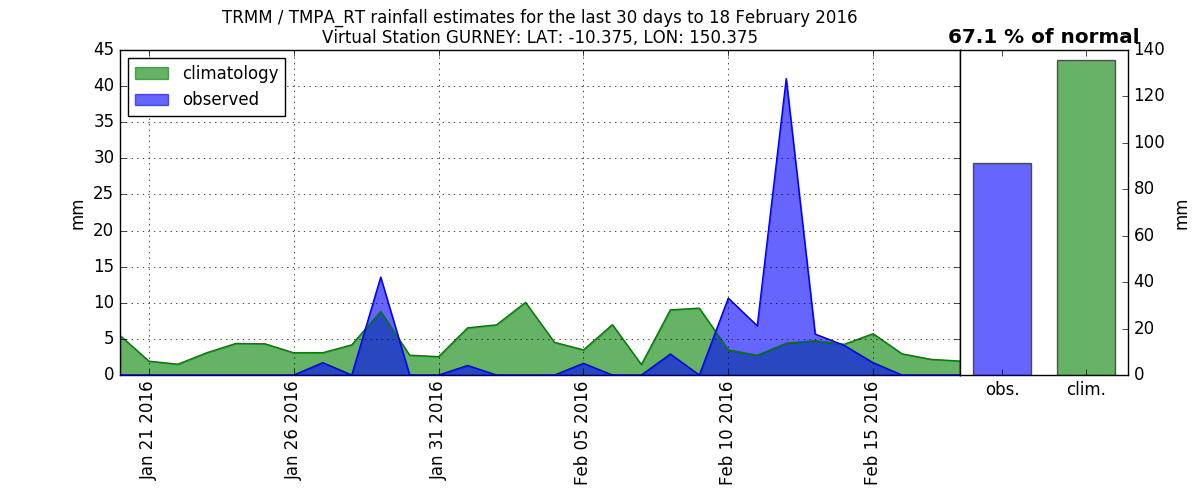 TRMM / TMPA_RT rainfall estimates for the last 30 days to 18 February 2016
Virtual Station GURNEY: LAT: -10.375, LON: 150.375
67.1 % of normal
climatology
observed
45
40
35
30
25
20
15
10
5
0
mm
Jan 21 2016
Jan 26 2016
Jan 31 2016
Feb 05 2016
Feb 10 2016
Feb 15 2016
140
120
100
80
60
40
20
0
mm
obs.
clim.